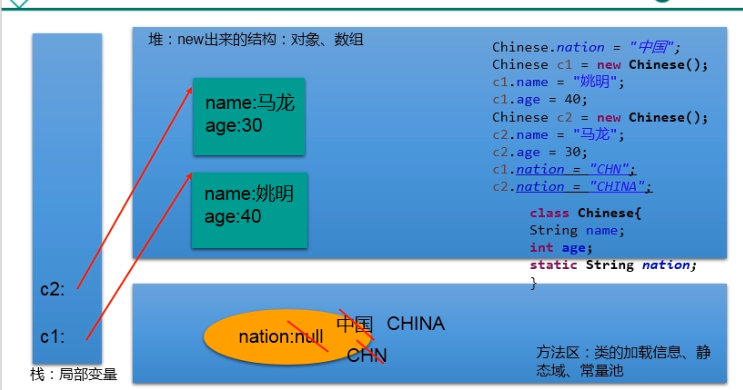 堆：new出来的结构：对象、数组
name:马龙
age:30
name:姚明
age:40
Chinese.nation = "中国";
Chinese c1 = new Chinese();
c1.name = "姚明";
c1.age = 40;
Chinese c2 = new Chinese();
c2.name = "马龙";
c2.age = 30;
c1.nation = "CHN";
c2.nation = "CHINA";
class Chinese{
String name;
int age;
static String nation;
}
c2:
c1:
栈：局部变量
nation:null
中国 CHINA
CHN
方法区：类的加载信息、静
态域、常量池